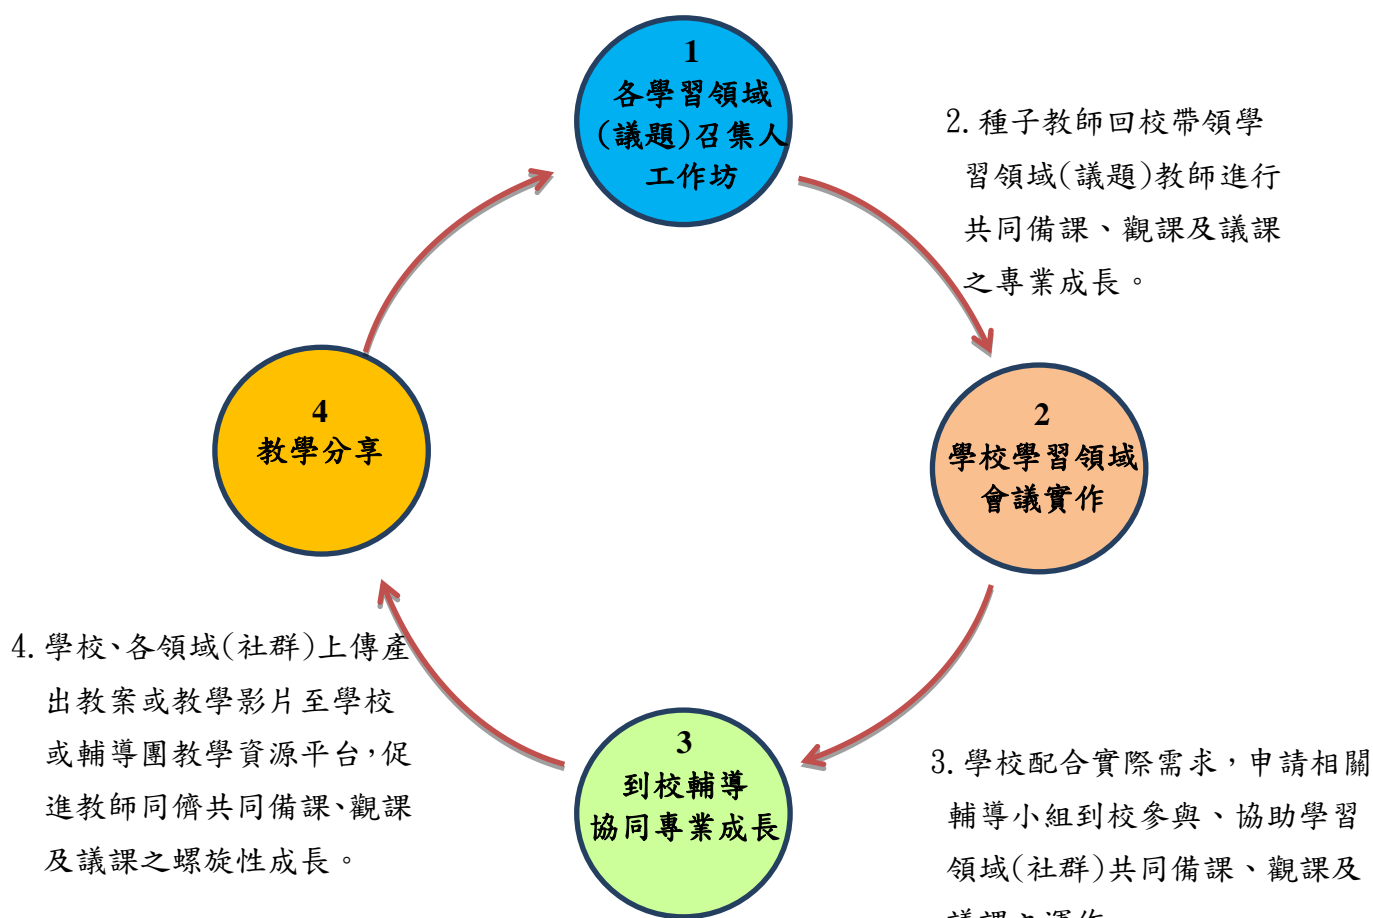 1
各學習領域
(議題)召集人
工作坊
2. 種子教師回校帶領學
習領域(議題)教師進行
共同備課、觀課及議課
之專業成長。
2
學校學習領域
會議實作
3. 學校配合實際需求，申請相關
輔導小組到校參與、協助學習
領域(社群)共同備課、觀課及
3
到校輔導
協同專業成長
4. 學校、各領域(社群)上傳產
出教案或教學影片至學校
或輔導團教學資源平台，促
進教師同儕共同備課、觀課
及議課之螺旋性成長。
4
教學分享